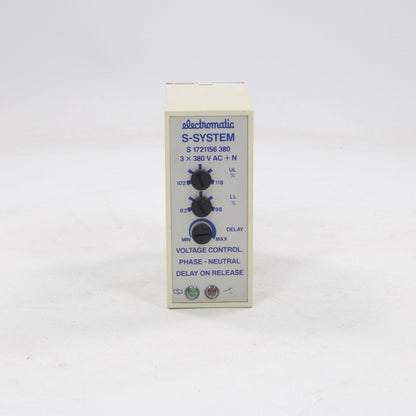 electromatic
S-SYSTEM
S 1721156 380
3 × 380 V AC + N
UL
%
102 118
LL
%
82 98
DELAY
MIN MAX
VOLTAGE CONTROL.
PHASE - NEUTRAL
DELAY ON RELEASE